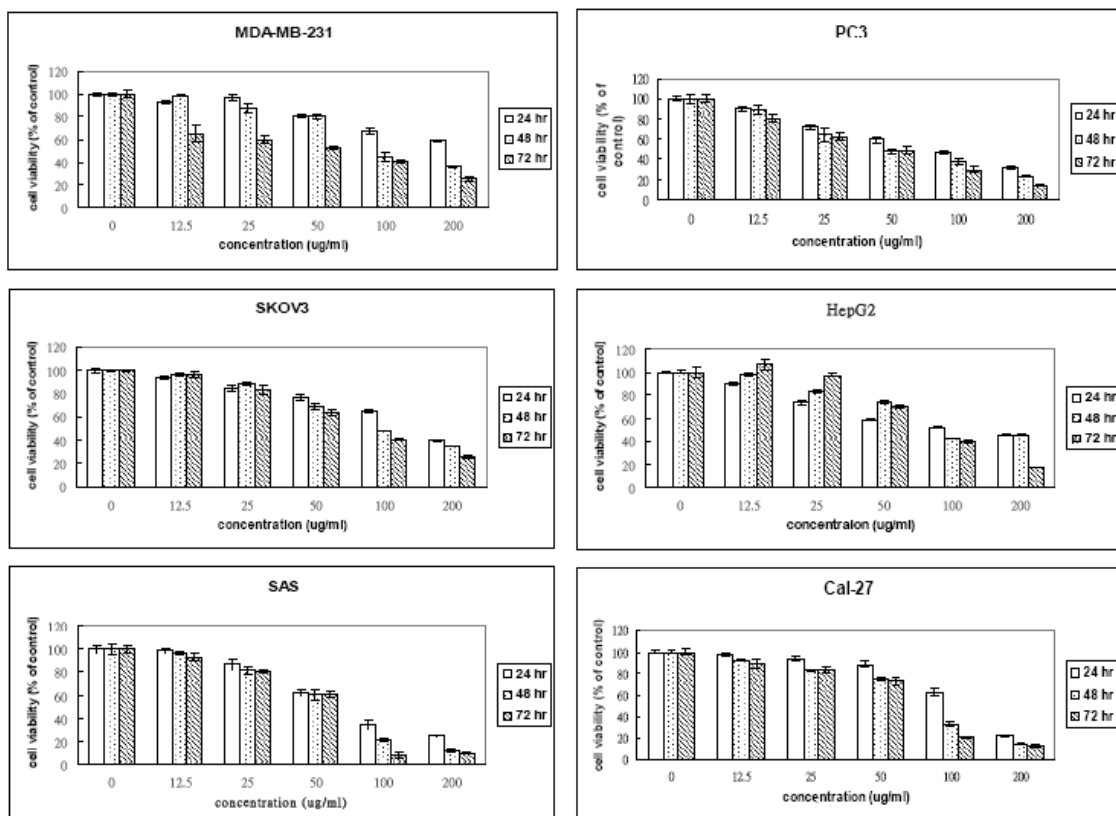 MDA-MB-231
cell viability (% of control)
120
100
80
60
40
20
0
0 12.5 25 50 100 200
concentration (ug/ml)
24 hr
48 hr
72 hr
PC3
cell viability (% of
control)
120
100
80
60
40
20
0
0 12.5 25 50 100 200
concentration (ug/ml)
24 hr
48 hr
72 hr
SKOV3
cell viability (% of control)
120
100
80
60
40
20
0
0 12.5 25 50 100 200
concentration (ug/ml)
24 hr
48 hr
72 hr
HepG2
cell viability (% of control)
120
100
80
60
40
20
0
0 12.5 25 50 100 200
concentraion (ug/ml)
24 hr
48 hr
72 hr
SAS
cell viability (% of control)
120
100
80
60
40
20
0
0 12.5 25 50 100 200
concentration (ug/ml)
24 hr
48 hr
72 hr
Cal-27
cell viability (% of control)
120
100
80
60
40
20
0
0 12.5 25 50 100 200
concentration (ug/ml)
24 hr
48 hr
72 hr